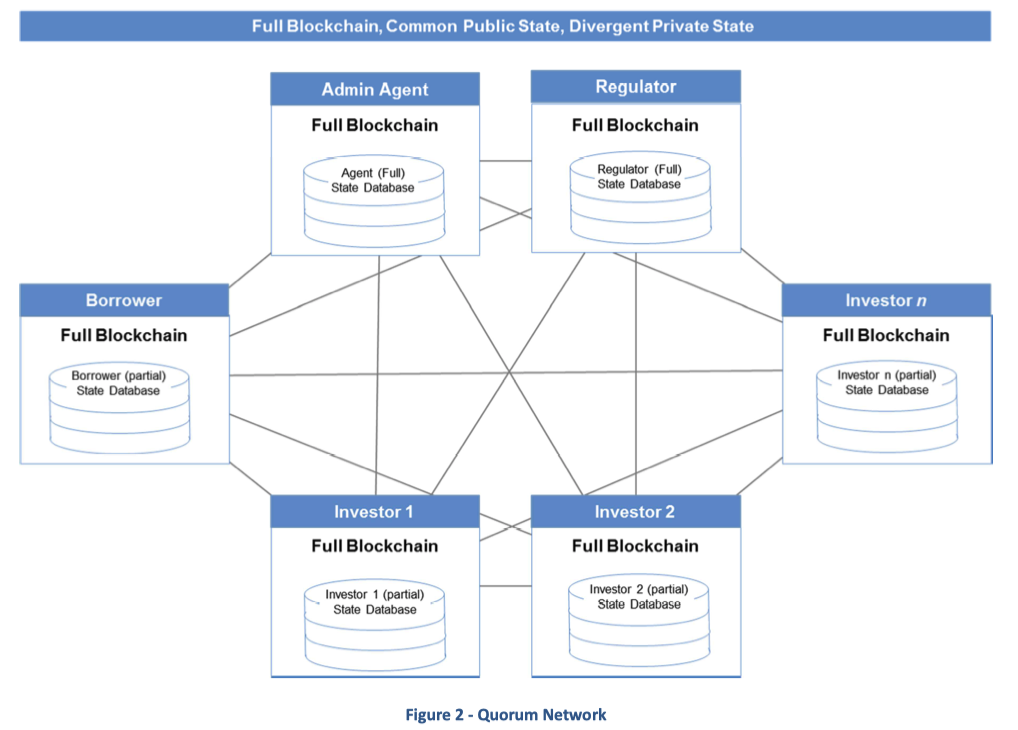 Full Blockchain, Common Public State, Divergent Private State
Admin Agent
Full Blockchain
Agent (Full)
State Database
Regulator
Full Blockchain
Regulator (Full)
State Database
Borrower
Full Blockchain
Borrower (partial)
State Database
Investor n
Full Blockchain
Investor n (partial)
State Database
Investor 1
Full Blockchain
Investor 1 (partial)
State Database
Investor 2
Full Blockchain
Investor 2 (partial)
State Database
Figure 2 - Quorum Network